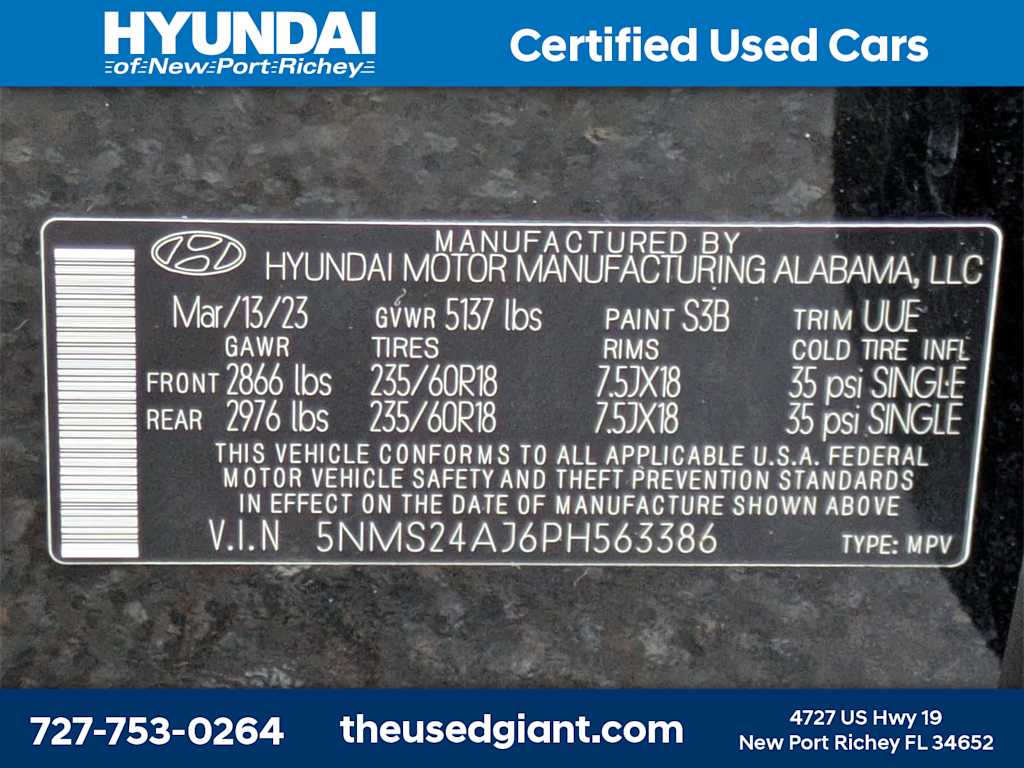 HYUNDAI
of New Port Richey
Certified Used Cars
MANUFACTURED BY
HYUNDAI MOTOR MANUFACTURING ALABAMA, LLC
Mar/13/23 GVWR 5137 lbs PAINT S3B TRIM UUE
GAWR TIRES RIMS COLD TIRE INFL
FRONT 2866 lbs 235/60R18 7.5JX18 35 psi SINGLE
REAR 2976 lbs 235/60R18 7.5JX18 35 psi SINGLE
THIS VEHICLE CONFORMS TO ALL APPLICABLE U.S.A. FEDERAL
MOTOR VEHICLE SAFETY AND THEFT PREVENTION STANDARDS
IN EFFECT ON THE DATE OF MANUFACTURE SHOWN ABOVE
V.I.N 5NMS24AJ6PH563386 TYPE: MPV
727-753-0264
theusedgiant.com
4727 US Hwy 19
New Port Richey FL 34652